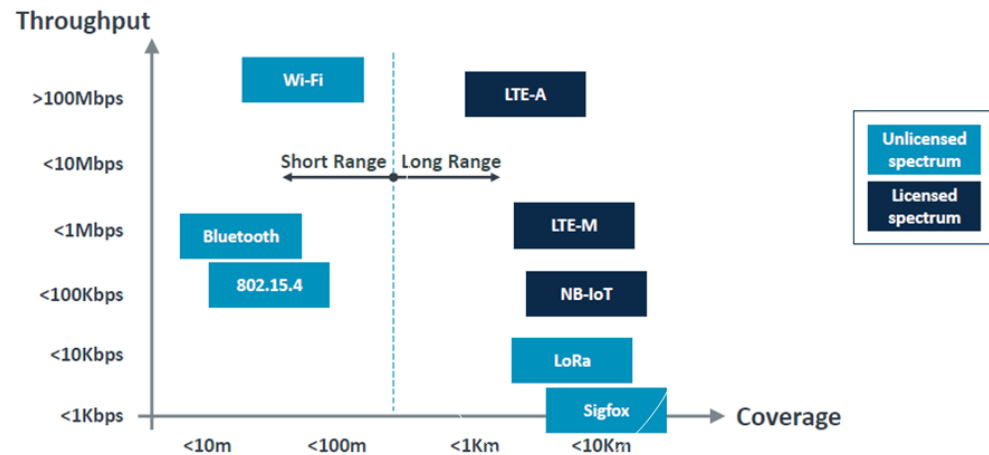 Throughput
Wi-Fi
LTE-A
>100Mbps
Unlicensed
spectrum
<10Mbps
Short Range
Long Range
Licensed
spectrum
<1Mbps
Bluetooth
LTE-M
802.15.4
<100Kbps
NB-IoT
<10Kbps
LoRa
<1Kbps
Sigfox
Coverage
<10m
<100m
<1Km
<10Km